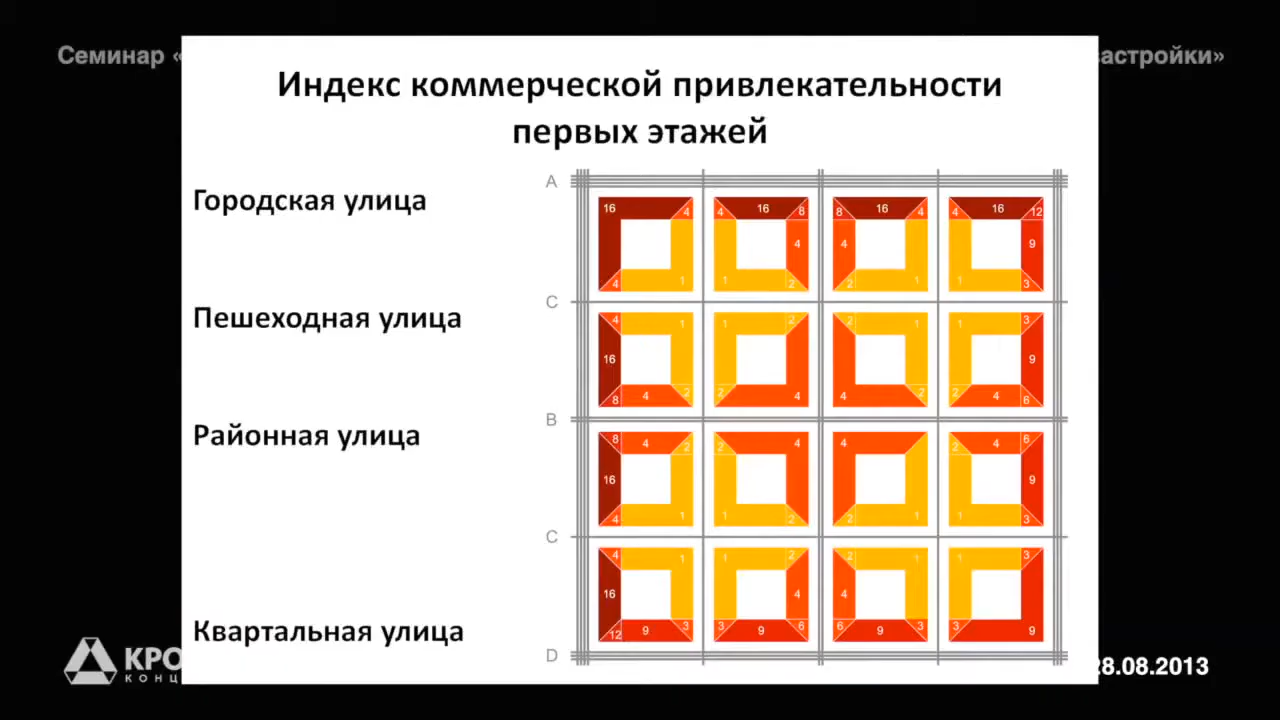 Семинар «
астройки»
Индекс коммерческой привлекательности
первых этажей
Городская улица
Пешеходная улица
Районная улица
Квартальная улица
A
16 4 4 16 8 8 16 4 4 16 12
4 4 9
4 1 1 2 2 1 1 3
C
4 1 1 2 2 1 1 3
16 9
8 4 2 2 4 4 2 2 4 6
B
8 4 2 2 4 4 2 4 6
16 9
4 1 1 2 2 1 1 3
C
4 1 1 2 2 1 1 3
16 4 4
12 9 3 3 9 6 6 9 3 3 9
D
КРО
КОНЦ
28.08.2013